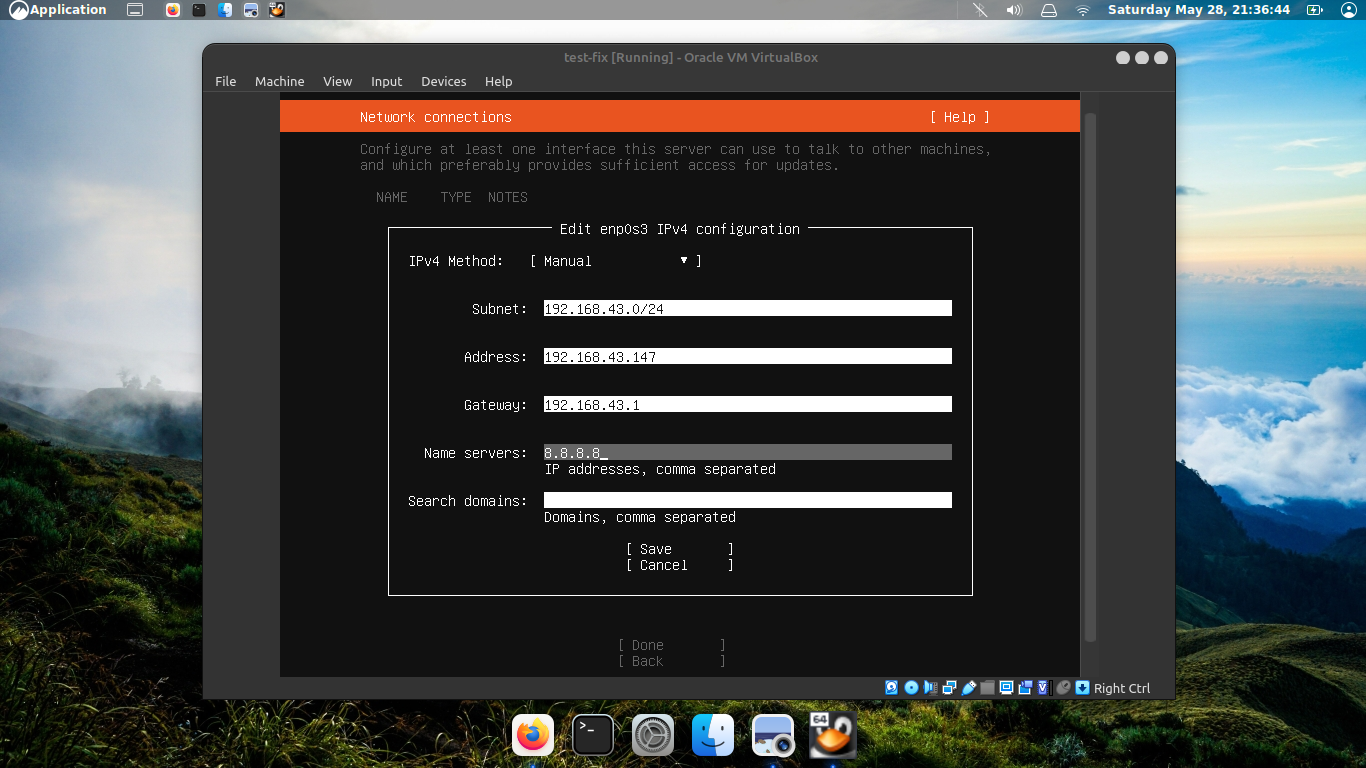 Application
Saturday May 28, 21:36:44
test-fix [Running] - Oracle VM VirtualBox
File Machine View Input Devices Help
Network connections [ Help ]
Configure at least one interface this server can use to talk to other machines,
and which preferably provides sufficient access for updates.
NAME TYPE NOTES
Edit enp0s3 IPv4 configuration
IPv4 Method: [ Manual ▼ ]
Subnet: 192.168.43.0/24
Address: 192.168.43.147
Gateway: 192.168.43.1
Name servers: 8.8.8.8_
IP addresses, comma separated
Search domains:
Domains, comma separated
[ Save ]
[ Cancel ]
[ Done ]
[ Back ]
Right Ctrl
64